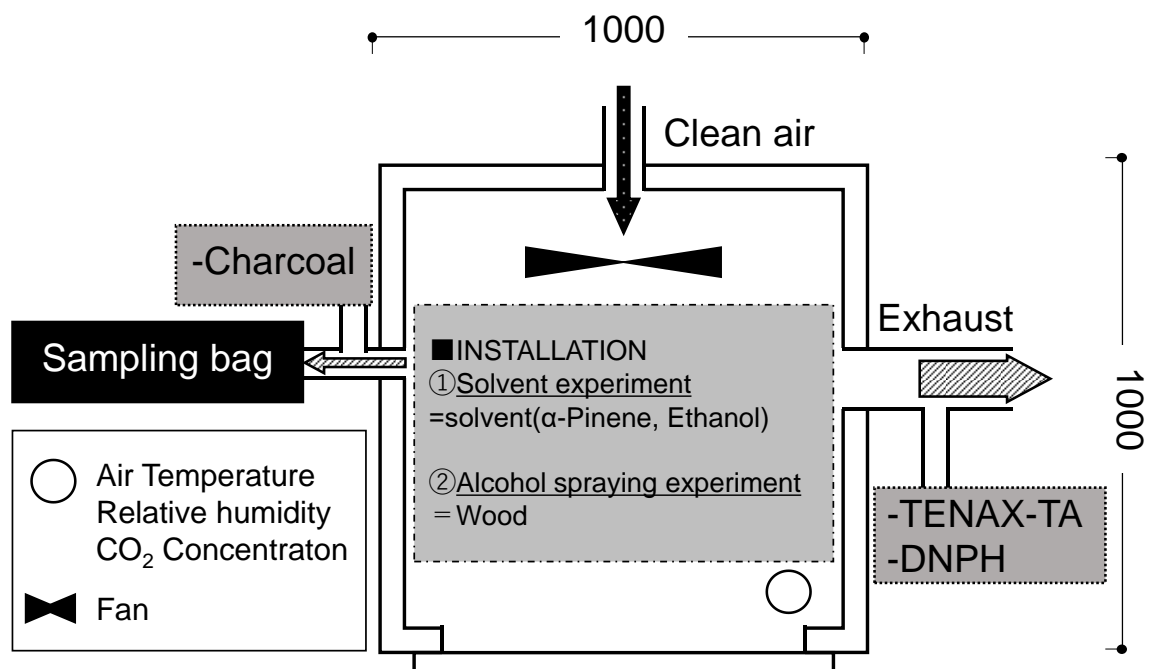 1000
Clean air
-Charcoal
Exhaust
Sampling bag
■INSTALLATION
①Solvent experiment
=solvent(α-Pinene, Ethanol)
②Alcohol spraying experiment
＝Wood
1000
Air Temperature
Relative humidity
CO₂ Concentraton
Fan
-TENAX-TA
-DNPH